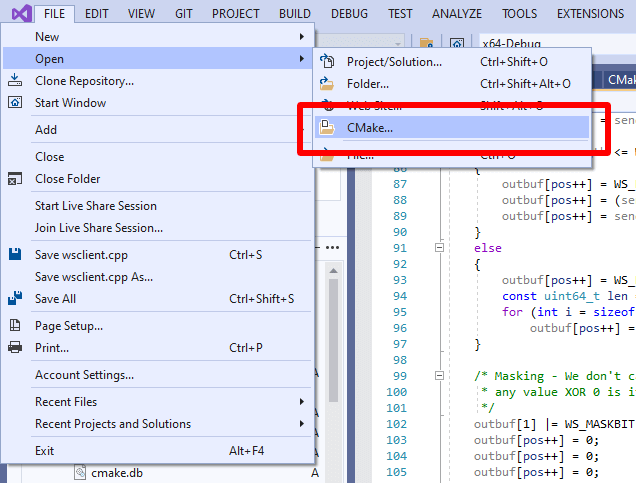 FILE EDIT VIEW GIT PROJECT BUILD DEBUG TEST ANALYZE TOOLS EXTENSIONS
New
Open
Clone Repository...
Start Window
Add
Close
Close Folder
Start Live Share Session
Join Live Share Session...
Save wsclient.cpp Ctrl+S
Save wsclient.cpp As...
Save All Ctrl+Shift+S
Page Setup...
Print... Ctrl+P
Account Settings...
Recent Files
Recent Projects and Solutions
Exit Alt+F4
x64-Debug
Project/Solution... Ctrl+Shift+O
Folder... Ctrl+Shift+Alt+O
Web Site... Shift+Alt+O
CMake...
File... Ctrl+O
CMa
= send
<= W
86 {
87 outbuf[pos++] = WS_
88 outbuf[pos++] = (se
89 outbuf[pos++] = sen
90 }
91 else
92 {
93 outbuf[pos++] = WS_
94 const uint64_t len
95 for (int i = sizeof
96 outbuf[pos++] =
97 }
98
99 /* Masking - We don't c
100 * any value XOR 0 is i
101 */
102 outbuf[1] |= WS_MASKBIT
103 outbuf[pos++] = 0;
104 outbuf[pos++] = 0;
105 outbuf[pos++] = 0;
A
A
A
A
A
cmake.db A